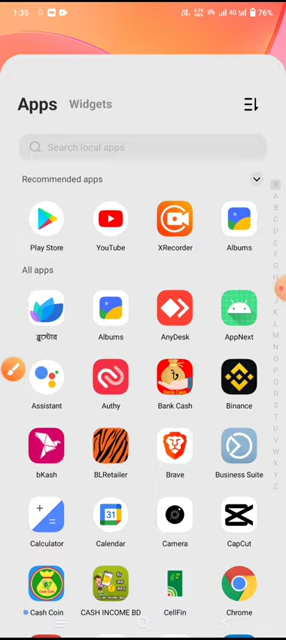 1:35
4G
76%
Apps Widgets
Search local apps
Recommended apps
Play Store YouTube XRecorder Albums
All apps
Albums AnyDesk AppNext
Assistant Authy Bank Cash Binance
bKash BLRetailer Brave Business Suite
31
Calculator Calendar Camera CapCut
Cash Coin CASH INCOME BD CellFin Chrome
#
A
B
C
D
E
F
G
H
I
J
K
L
M
N
O
P
Q
R
S
T
U
V
W
X
Y
Z